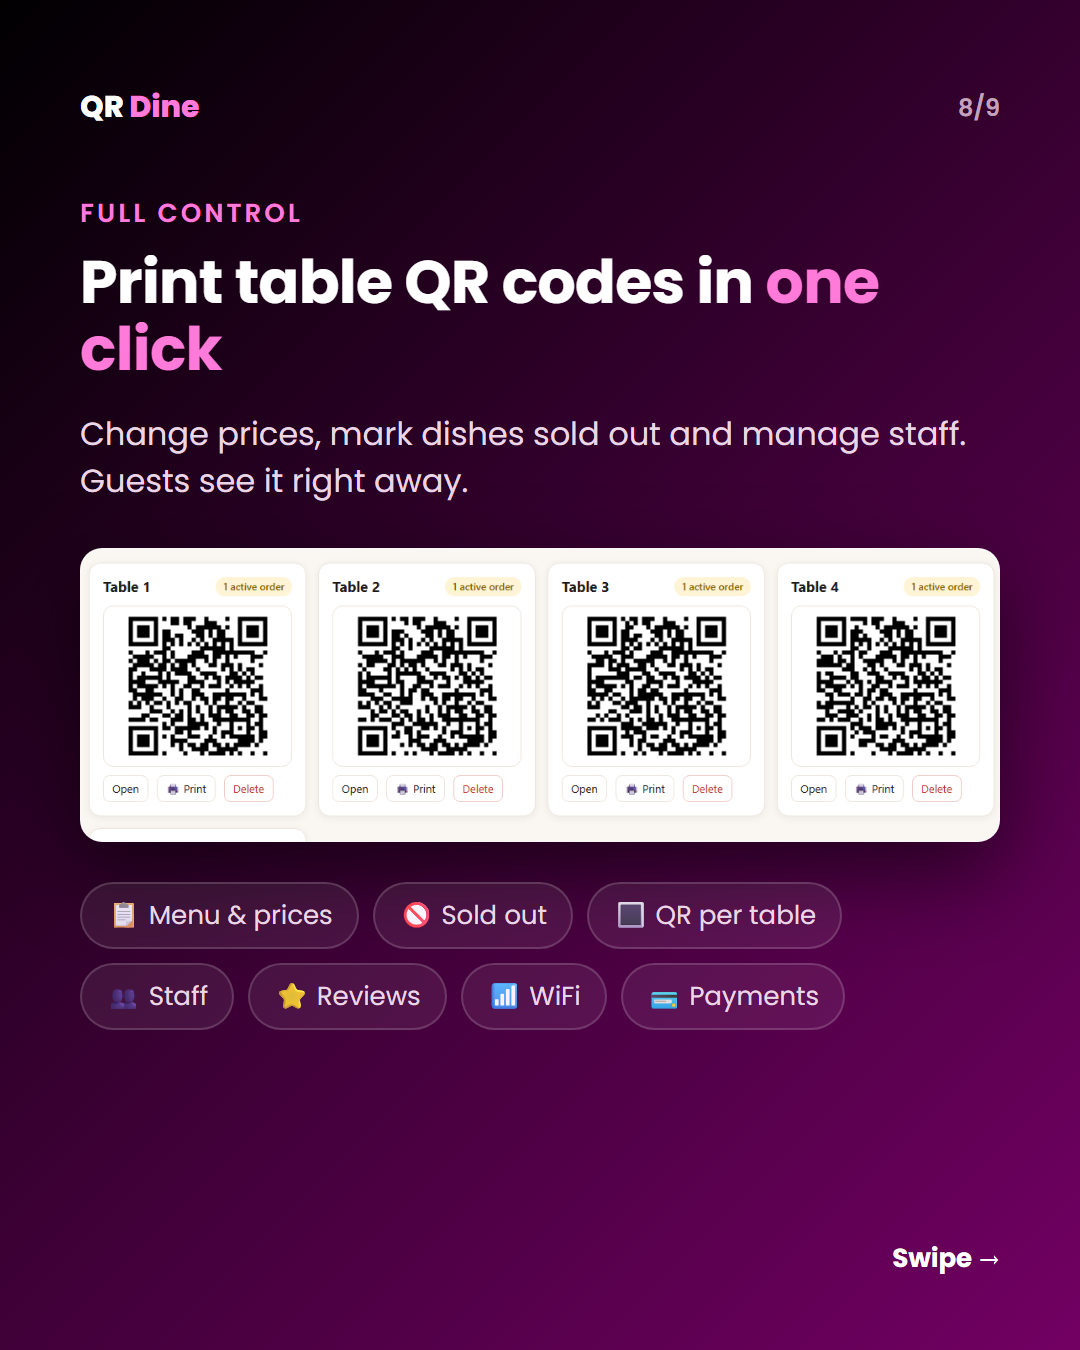 QR Dine
8/9
FULL CONTROL
Print table QR codes in one
click
Change prices, mark dishes sold out and manage staff.
Guests see it right away.
Table 1 1 active order
Table 2 1 active order
Table 3 1 active order
Table 4 1 active order
Open Print Delete
Open Print Delete
Open Print Delete
Open Print Delete
Menu & prices
Sold out
QR per table
Staff
Reviews
WiFi
Payments
Swipe →